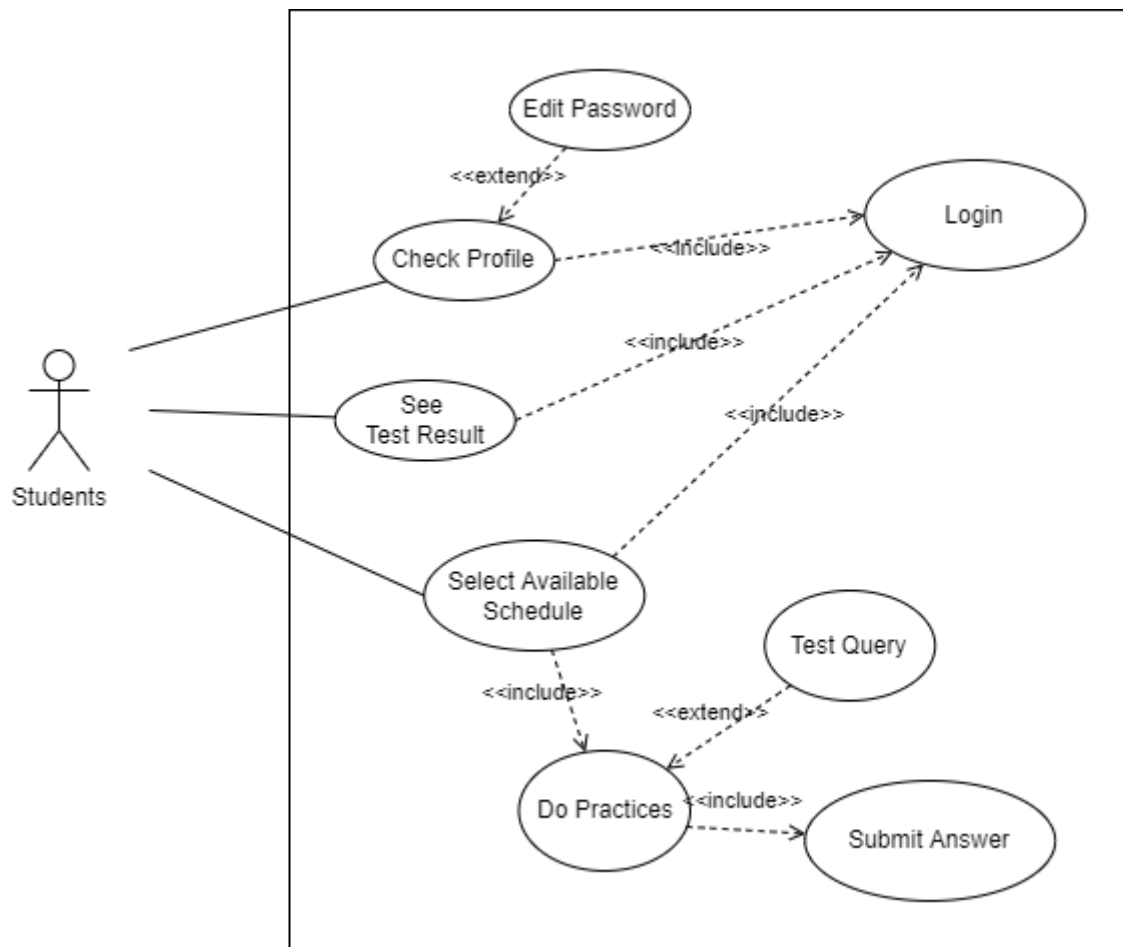 Edit Password
<<extend>>
Login
Check Profile
<<include>>
<<include>>
See
Test Result
<<include>>
Students
Select Available
Schedule
Test Query
<<include>>
<<extend>>
Do Practices
<<include>>
Submit Answer